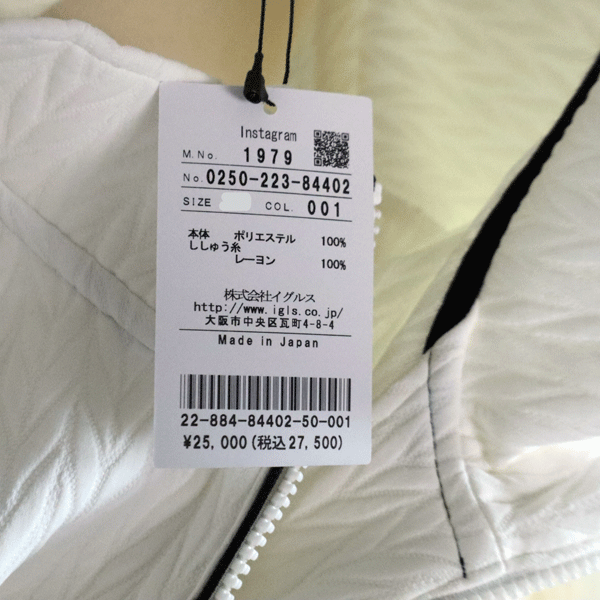 Instagram
M.No. 1979
No. 0250-223-84402
SIZE COL. 001
本体 ポリエステル 100%
ししゅう糸
レーヨン 100%
株式会社イグルス
http://www.igls.co.jp/
大阪市中央区瓦町4-8-4
Made in Japan
22-884-84402-50-001
¥25,000(税込27,500)